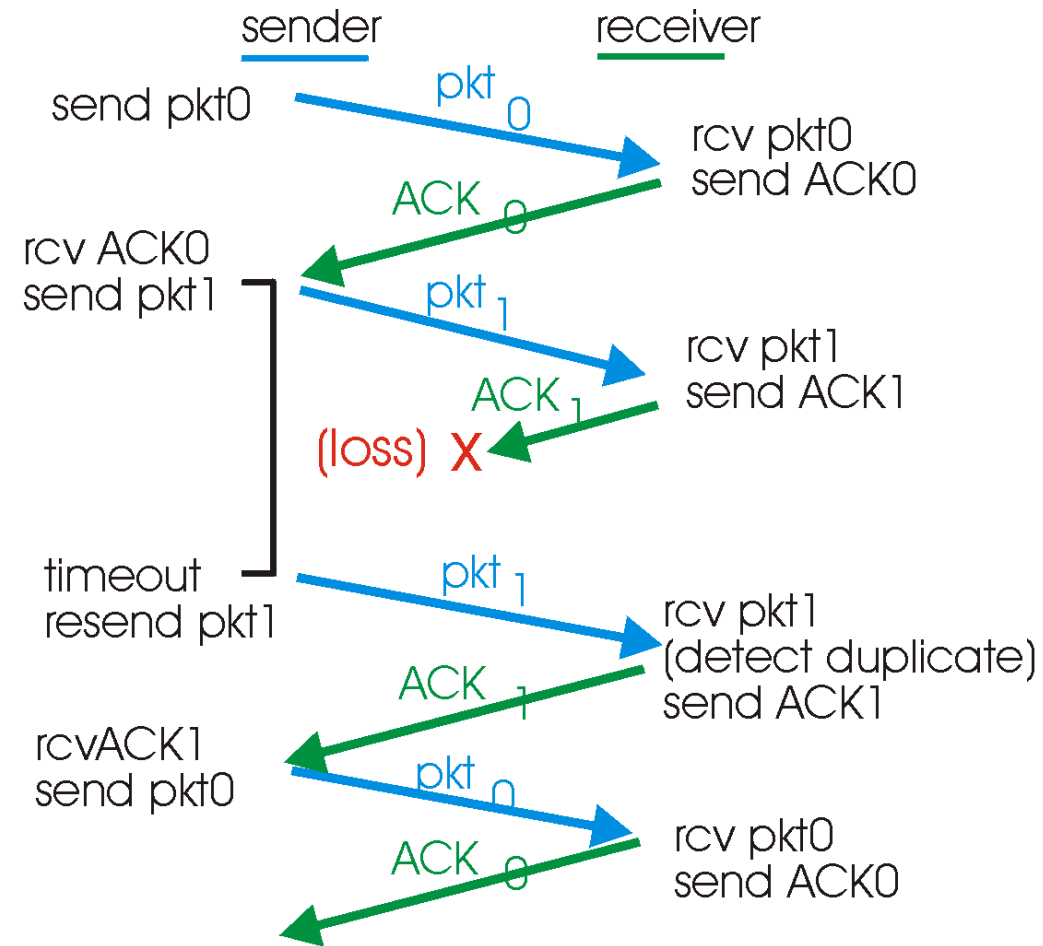 sender
receiver
send pkt0
pkt 0
rcv pkt0
send ACK0
ACK 0
rcv ACK0
send pkt1
pkt 1
rcv pkt1
send ACK1
ACK 1
(loss) X
timeout
resend pkt1
pkt 1
rcv pkt1
(detect duplicate)
send ACK1
ACK 1
rcvACK1
send pkt0
pkt 0
rcv pkt0
send ACK0
ACK 0